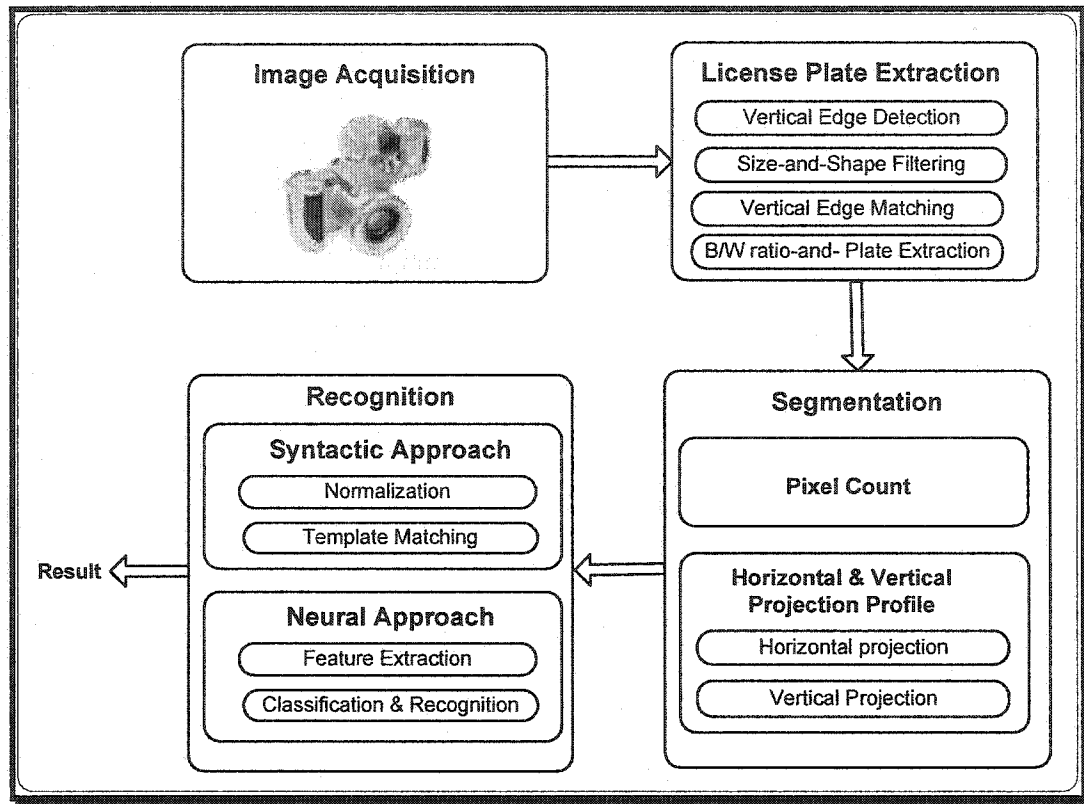 Image Acquisition
License Plate Extraction
Vertical Edge Detection
Size-and-Shape Filtering
Vertical Edge Matching
B/W ratio-and- Plate Extraction
Segmentation
Pixel Count
Horizontal & Vertical
Projection Profile
Horizontal projection
Vertical Projection
Recognition
Syntactic Approach
Normalization
Template Matching
Neural Approach
Feature Extraction
Classification & Recognition
Result